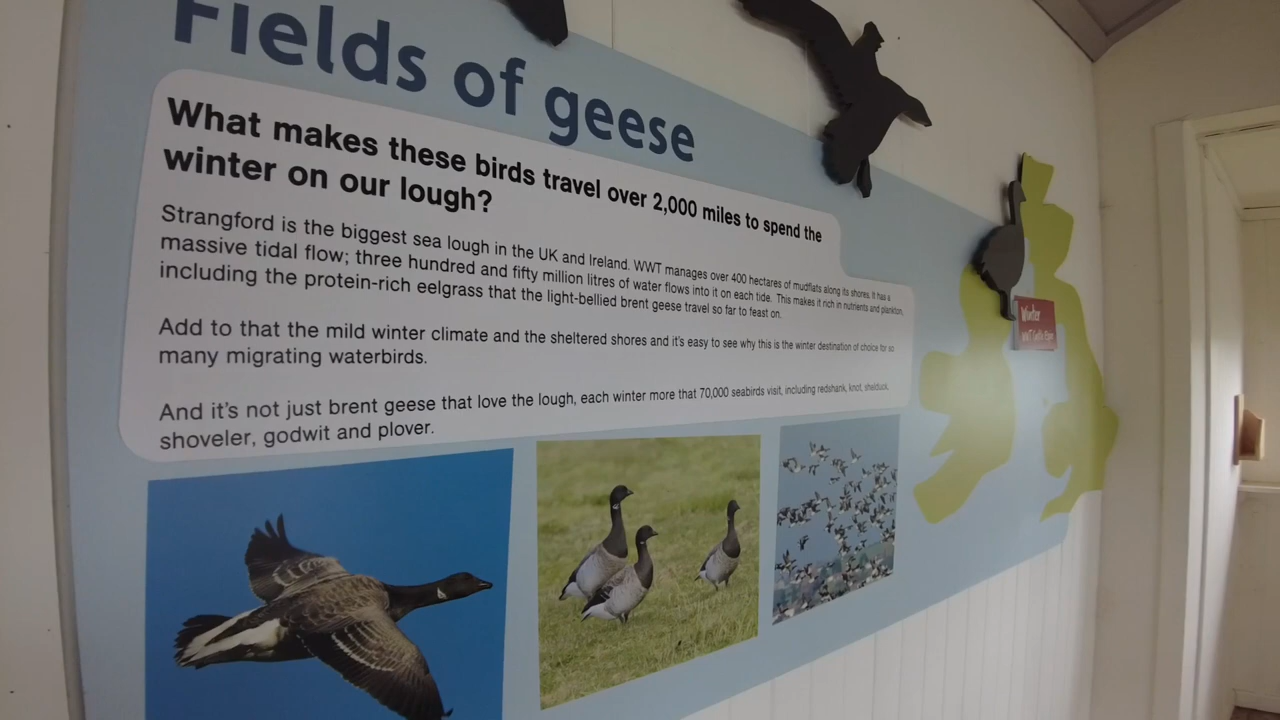 Fields of geese
What makes these birds travel over 2,000 miles to spend the
winter on our lough?
Strangford is the biggest sea lough in the UK and Ireland. WWT manages over 400 hectares of mudflats along its shores. It has a
massive tidal flow; three hundred and fifty million litres of water flows into it on each tide. This makes it rich in nutrients and plankton,
including the protein-rich eelgrass that the light-bellied brent geese travel so far to feast on.
Add to that the mild winter climate and the sheltered shores and it's easy to see why this is the winter destination of choice for so
many migrating waterbirds.
And it's not just brent geese that love the lough, each winter more that 70,000 seabirds visit, including redshank, knot, shelduck,
shoveler, godwit and plover.
Winter
WWT Castle Espie